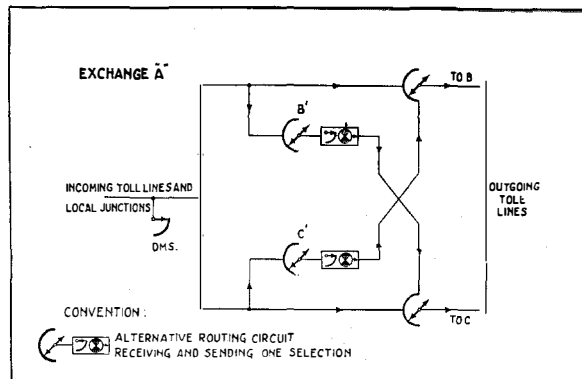 EXCHANGE "A"
TO B
B'
INCOMING TOLL LINES AND
LOCAL JUNCTIONS
D.M.S.
OUTGOING
TOLL
LINES
C'
TO C
CONVENTION :
ALTERNATIVE ROUTING CIRCUIT
RECEIVING AND SENDING ONE SELECTION